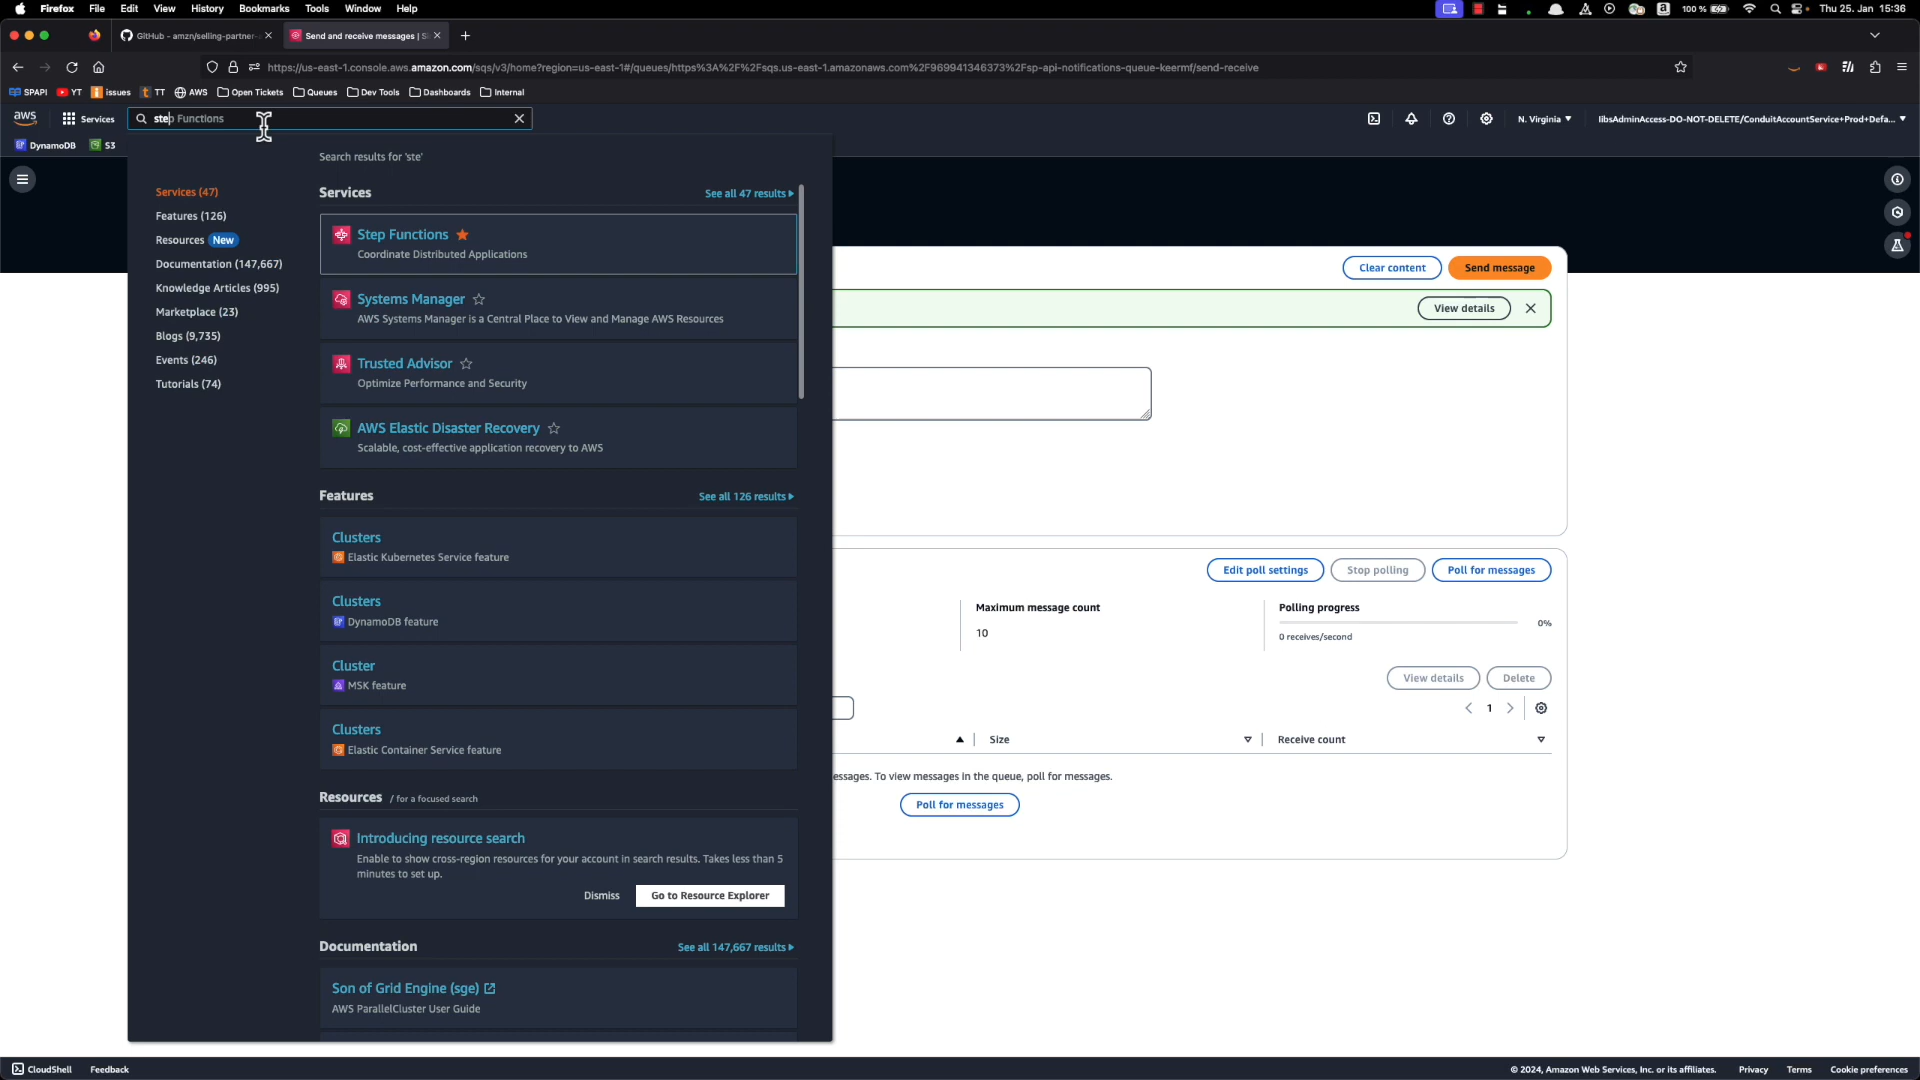 Firefox File Edit View History Bookmarks Tools Window Help 100 % Thu 25. Jan 15:36
GitHub - amzn/selling-partner- Send and receive messages | S
https://us-east-1.console.aws.amazon.com/sqs/v3/home?region=us-east-1#/queues/https%3A%2F%2Fsqs.us-east-1.amazonaws.com%2F969941346373%2Fsp-api-notifications-queue-keermf/send-receive
SPAPI YT issues TT AWS Open Tickets Queues Dev Tools Dashboards Internal
aws Services step Functions N. Virginia IibsAdminAccess-DO-NOT-DELETE/ConduitAccountService+Prod+Defa...
DynamoDB S3
Search results for 'ste'
Services (47)
Features (126)
Resources New
Documentation (147,667)
Knowledge Articles (995)
Marketplace (23)
Blogs (9,735)
Events (246)
Tutorials (74)
Services See all 47 results
Step Functions
Coordinate Distributed Applications
Systems Manager
AWS Systems Manager is a Central Place to View and Manage AWS Resources
Trusted Advisor
Optimize Performance and Security
AWS Elastic Disaster Recovery
Scalable, cost-effective application recovery to AWS
Features See all 126 results
Clusters
Elastic Kubernetes Service feature
Clusters
DynamoDB feature
Cluster
MSK feature
Clusters
Elastic Container Service feature
Resources / for a focused search
Introducing resource search
Enable to show cross-region resources for your account in search results. Takes less than 5
minutes to set up.
Dismiss Go to Resource Explorer
Documentation See all 147,667 results
Son of Grid Engine (sge)
AWS ParallelCluster User Guide
Clear content Send message
View details
Edit poll settings Stop polling Poll for messages
Maximum message count Polling progress
10 0%
0 receives/second
View details Delete
1
Size Receive count
essages. To view messages in the queue, poll for messages.
Poll for messages
CloudShell Feedback © 2024, Amazon Web Services, Inc. or its affiliates. Privacy Terms Cookie preferences